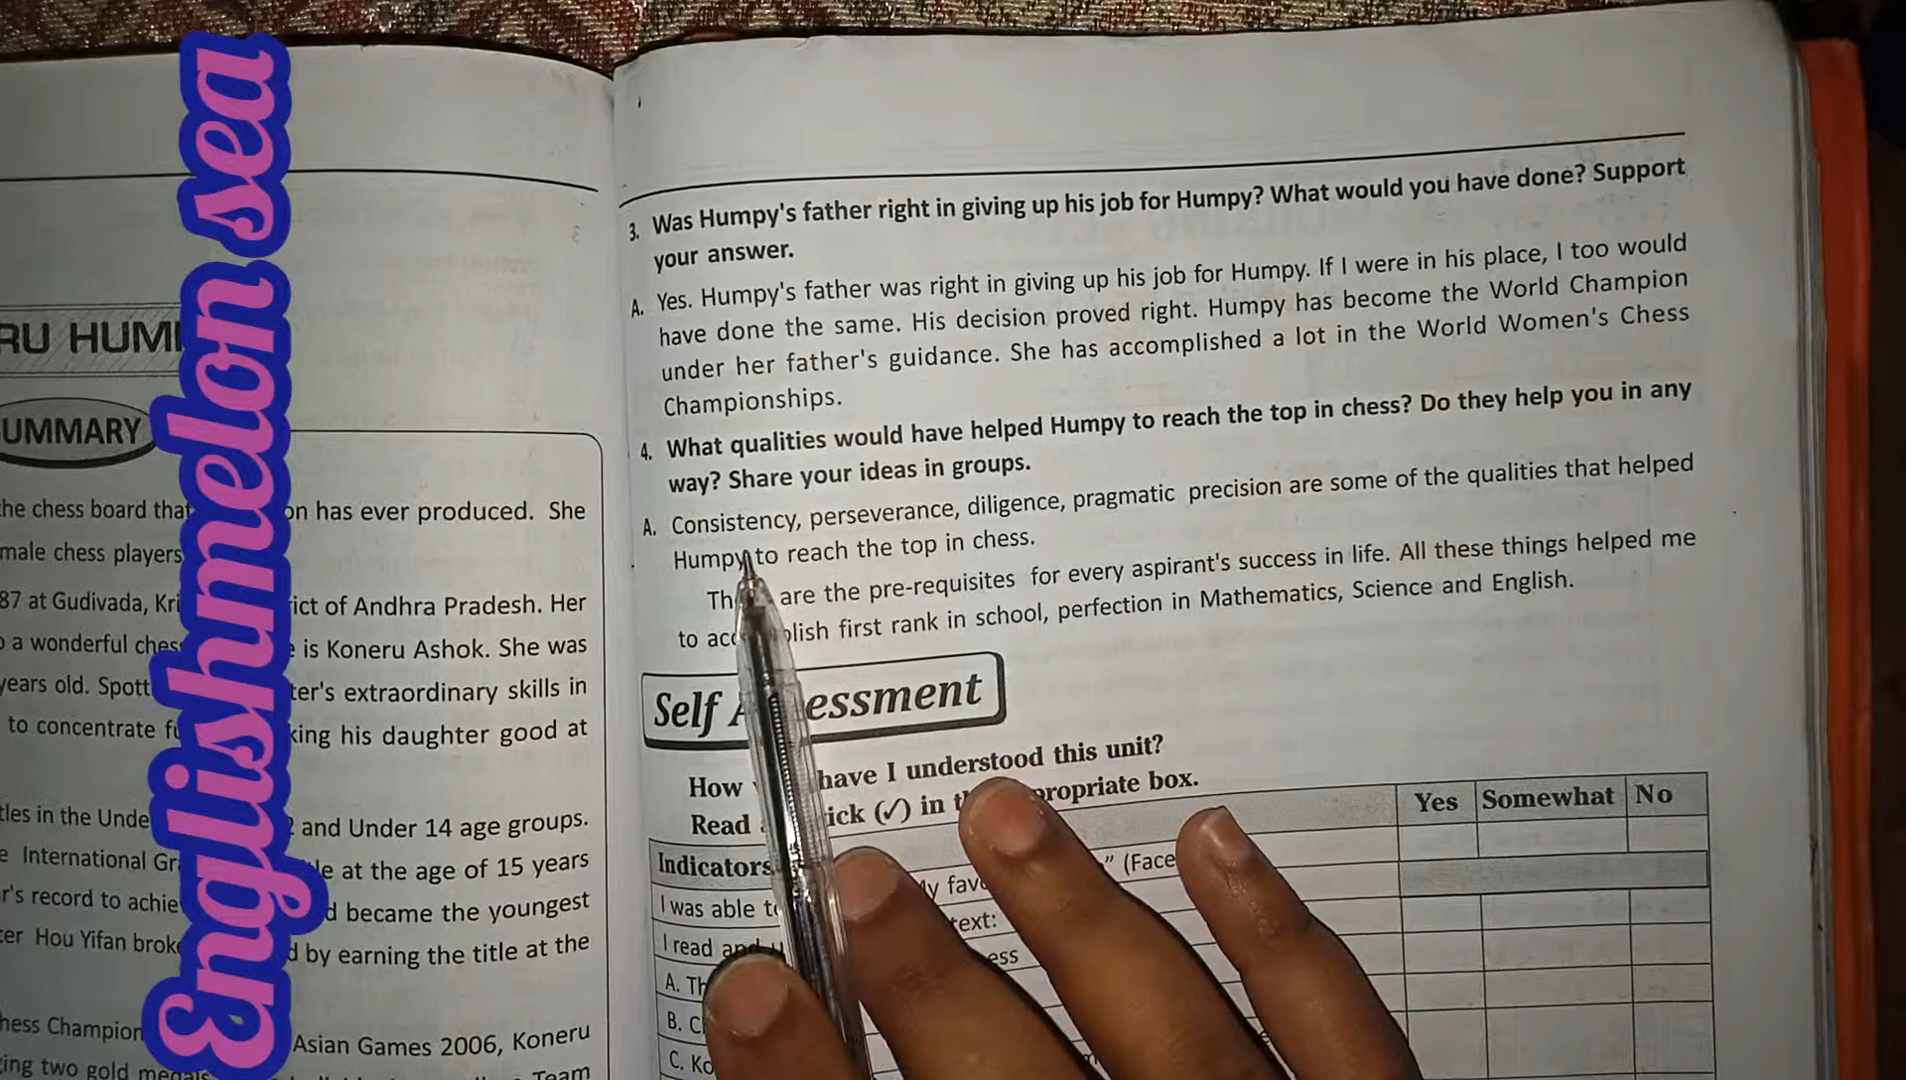 Englishmelon sea
RU HUM
UMMARY
he chess board that on has ever produced. She
male chess players
87 at Gudivada, Kri ict of Andhra Pradesh. Her
a wonderful ches is Koneru Ashok. She was
years old. Spott ter's extraordinary skills in
to concentrate f king his daughter good at
tles in the Unde and Under 14 age groups.
e International Gr le at the age of 15 years
r's record to achie d became the youngest
ter Hou Yifan brok d by earning the title at the
hess Champion Asian Games 2006, Koneru
ing two gold medals Team
3. Was Humpy's father right in giving up his job for Humpy? What would you have done? Support
your answer.
A. Yes. Humpy's father was right in giving up his job for Humpy. If I were in his place, I too would
have done the same. His decision proved right. Humpy has become the World Champion
under her father's guidance. She has accomplished a lot in the World Women's Chess
Championships.
4. What qualities would have helped Humpy to reach the top in chess? Do they help you in any
way? Share your ideas in groups.
A. Consistency, perseverance, diligence, pragmatic precision are some of the qualities that helped
Humpy to reach the top in chess.
Th are the pre-requisites for every aspirant's success in life. All these things helped me
to acc plish first rank in school, perfection in Mathematics, Science and English.
Self A essment
How have I understood this unit?
Read ick (✓) in th propriate box.
Indicators Yes Somewhat No
I was able to My fav " (Face
I read and text:
A. Th ess
B. C
C. Ko